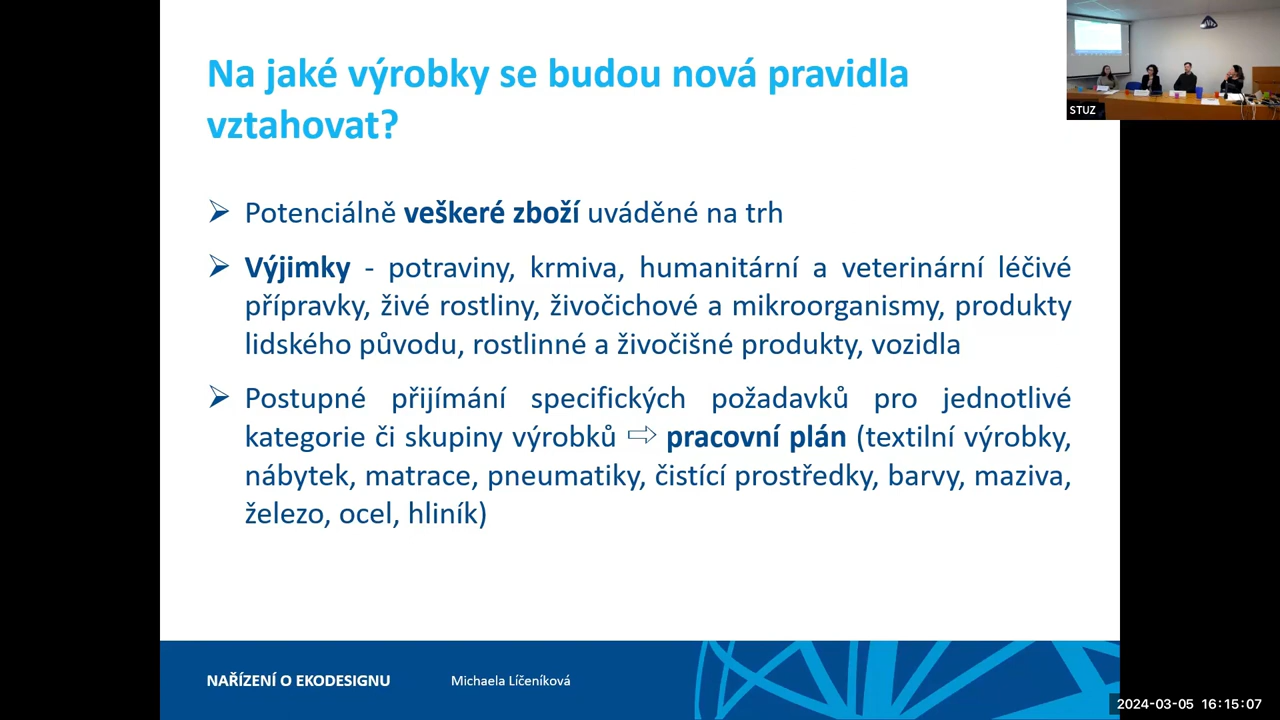 Na jaké výrobky se budou nová pravidla
vztahovat?
STUZ
➢ Potenciálně veškeré zboží uváděné na trh
➢ Výjimky - potraviny, krmiva, humanitární a veterinární léčivé
přípravky, živé rostliny, živočichové a mikroorganismy, produkty
lidského původu, rostlinné a živočišné produkty, vozidla
➢ Postupné přijímání specifických požadavků pro jednotlivé
kategorie či skupiny výrobků ⇨ pracovní plán (textilní výrobky,
nábytek, matrace, pneumatiky, čistící prostředky, barvy, maziva,
železo, ocel, hliník)
NAŘÍZENÍ O EKODESIGNU Michaela Líčeníková
2024-03-05 16:15:07